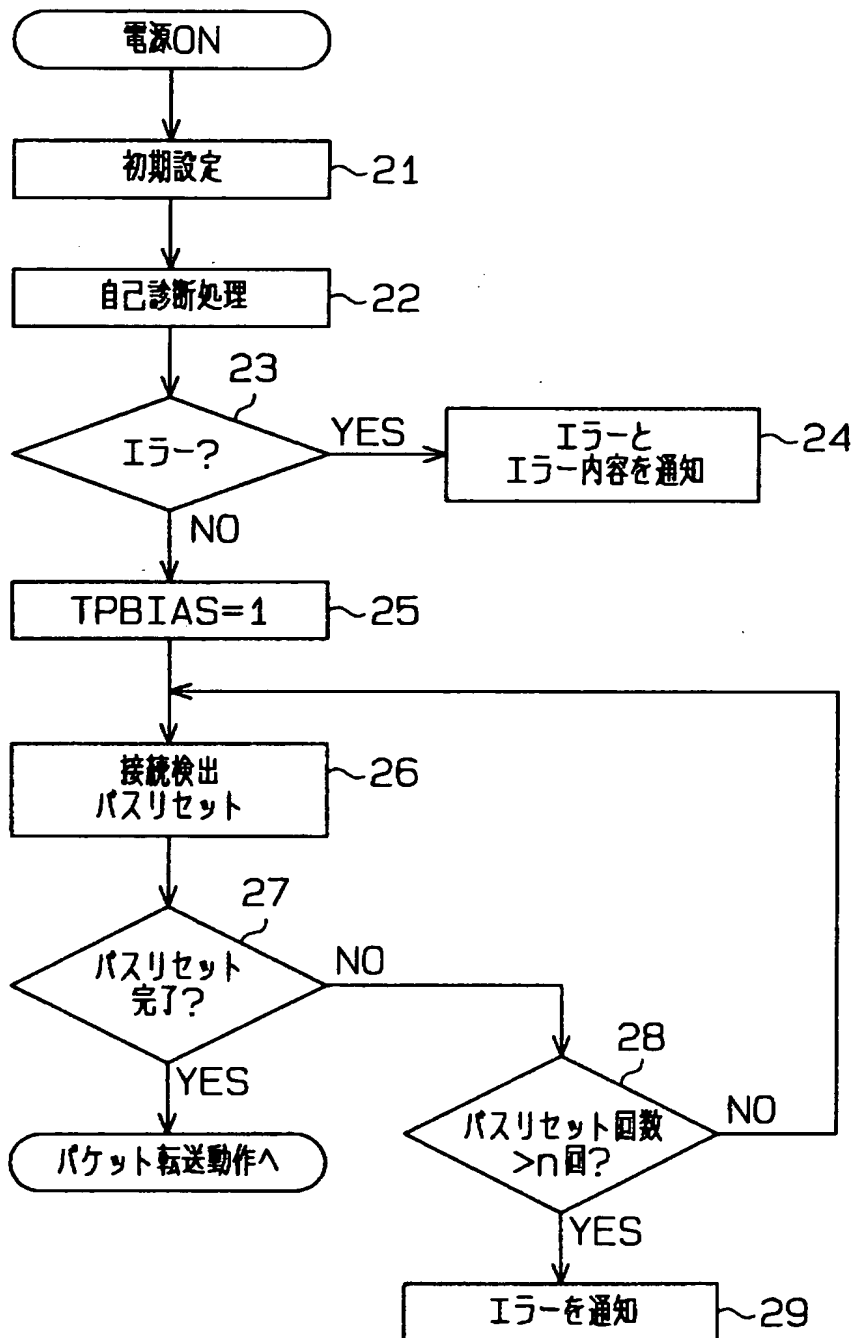 電源ON
初期設定
21
自己診断処理
22
23
エラー?
YES
エラーと
エラー内容を通知
24
NO
TPBIAS=1
25
接続検出
バスリセット
26
27
バスリセット
完了?
NO
YES
28
バスリセット回数
>n回?
NO
パケット転送動作へ
YES
エラーを通知
29